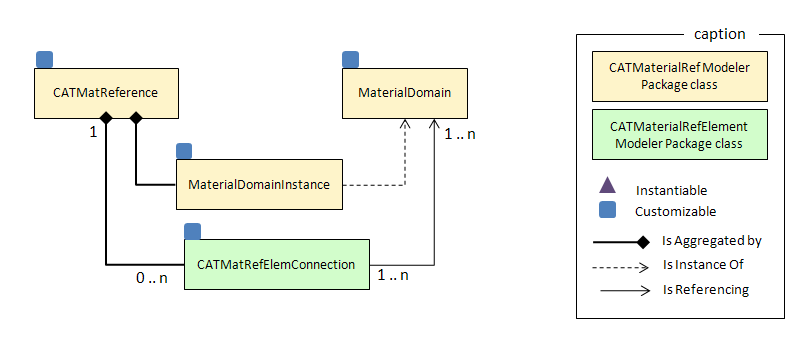 caption
CATMaterialRef Modeler
Package class
CATMatReference
MaterialDomain
CATMaterialRefElement
Modeler Package class
1
1 .. n
MaterialDomainInstance
Instantiable
Customizable
Is Aggregated by
CATMatRefElemConnection
Is Instance Of
0 .. n
1 .. n
Is Referencing